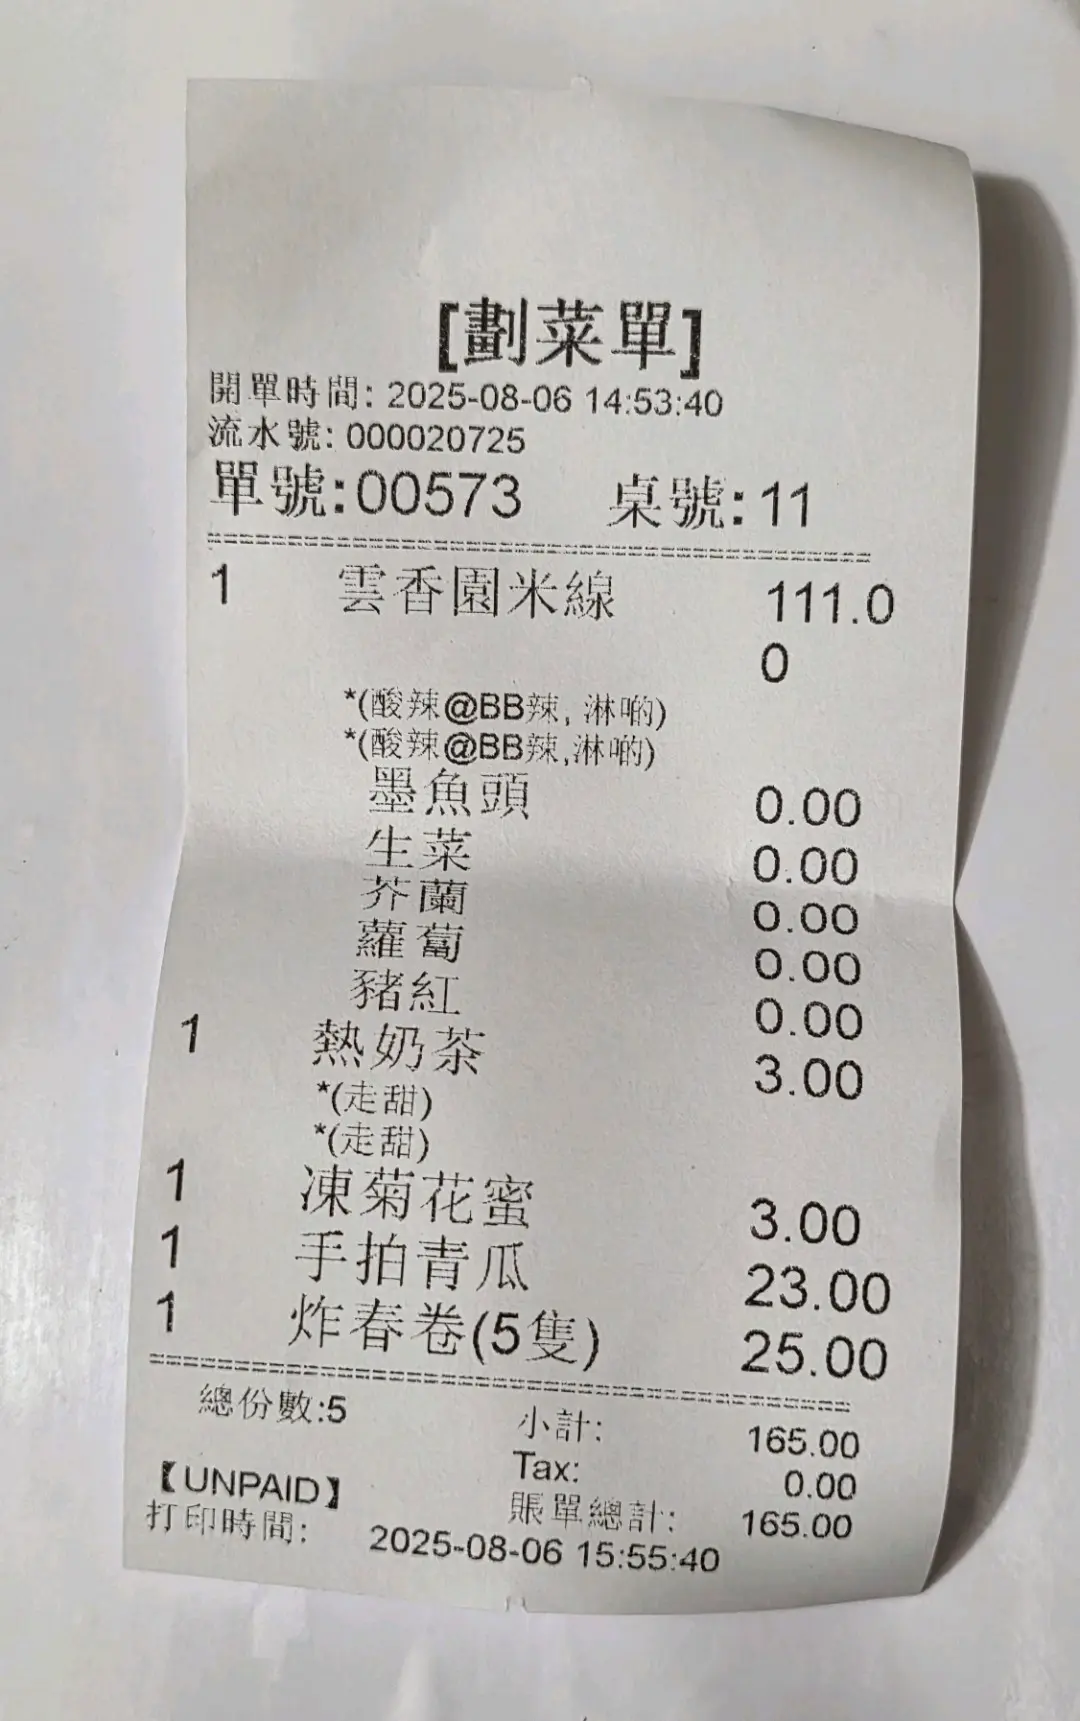 [劃菜單]
開單時間: 2025-08-06 14:53:40
流水號: 000020725
單號:00573 桌號:11
1 雲香園米線 111.0
0
*(酸辣@BB辣, 淋啲)
*(酸辣@BB辣,淋啲)
墨魚頭 0.00
生菜 0.00
芥蘭 0.00
蘿蔔 0.00
豬紅 0.00
1 熱奶茶 3.00
*(走甜)
*(走甜)
1 凍菊花蜜 3.00
1 手拍青瓜 23.00
1 炸春卷(5隻) 25.00
總份數:5 小計: 165.00
Tax: 0.00
【UNPAID】 賬單總計: 165.00
打印時間: 2025-08-06 15:55:40